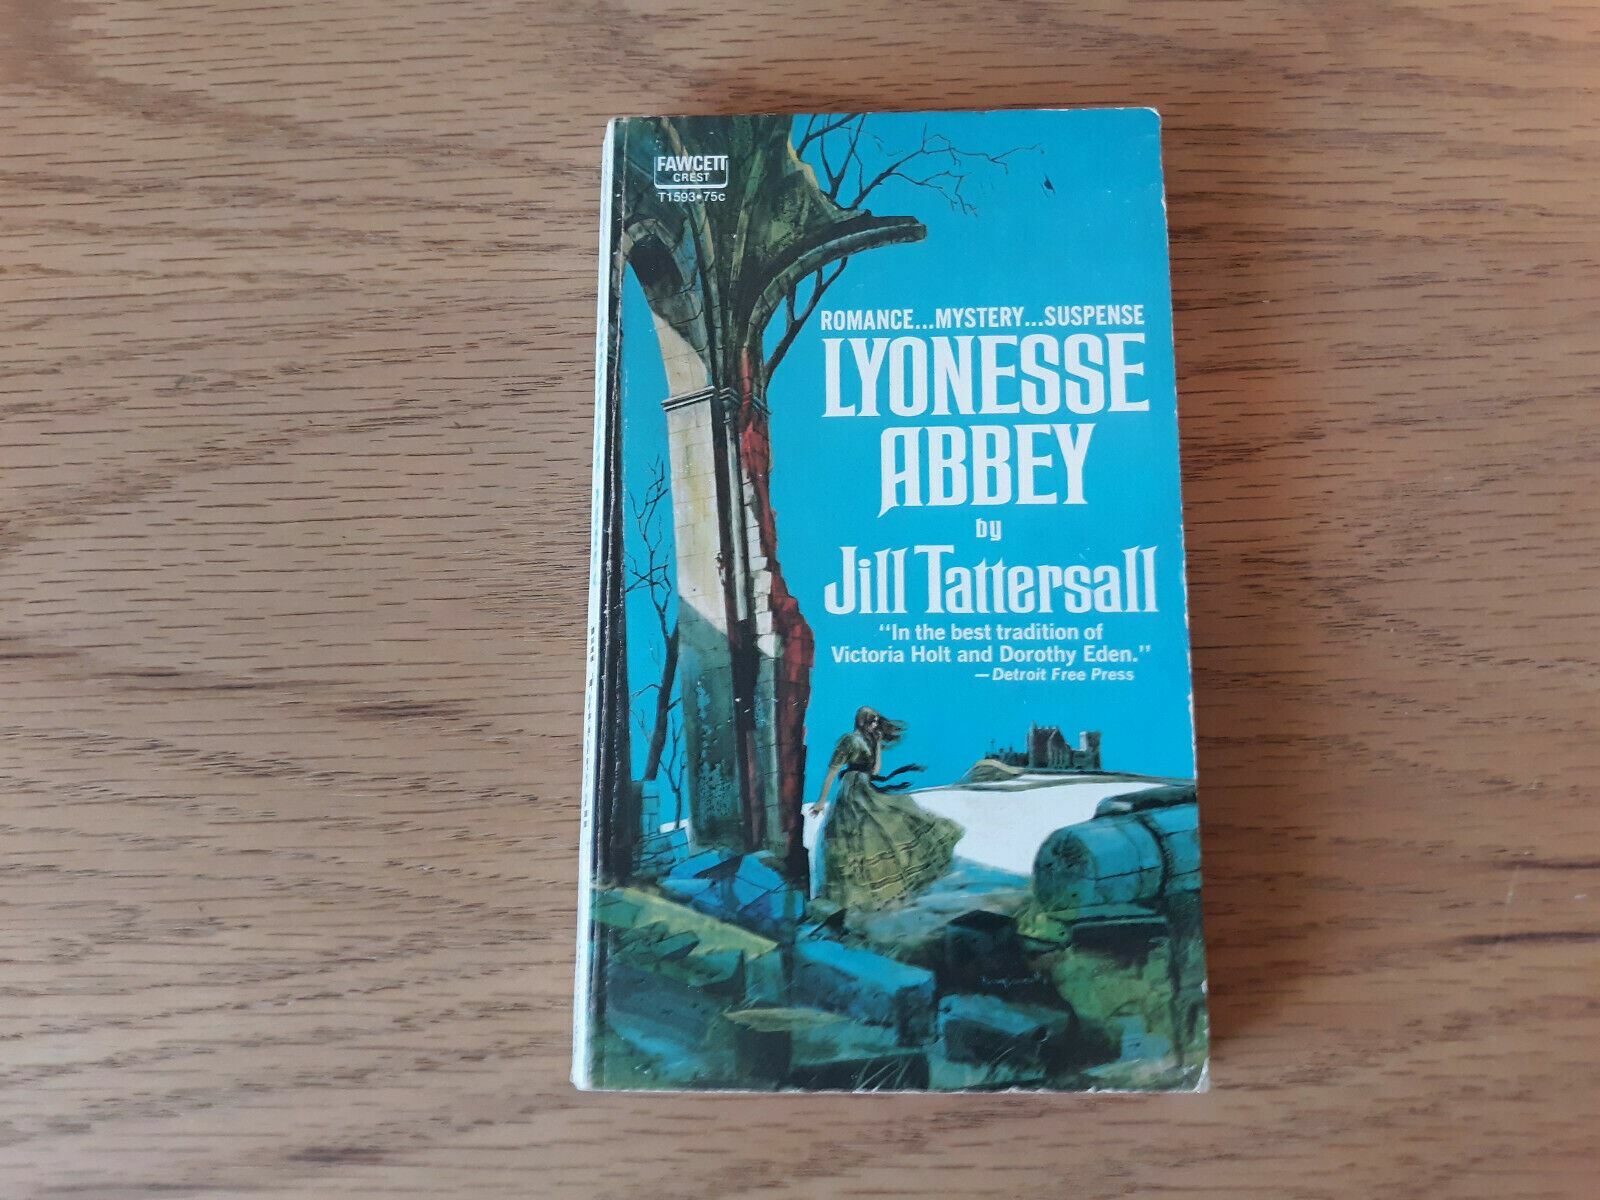 FAWCETT
CREST
T1593•75c
ROMANCE...MYSTERY...SUSPENSE
LYONESSE
ABBEY
by
Jill Tattersall
“In the best tradition of
Victoria Holt and Dorothy Eden.”
—Detroit Free Press